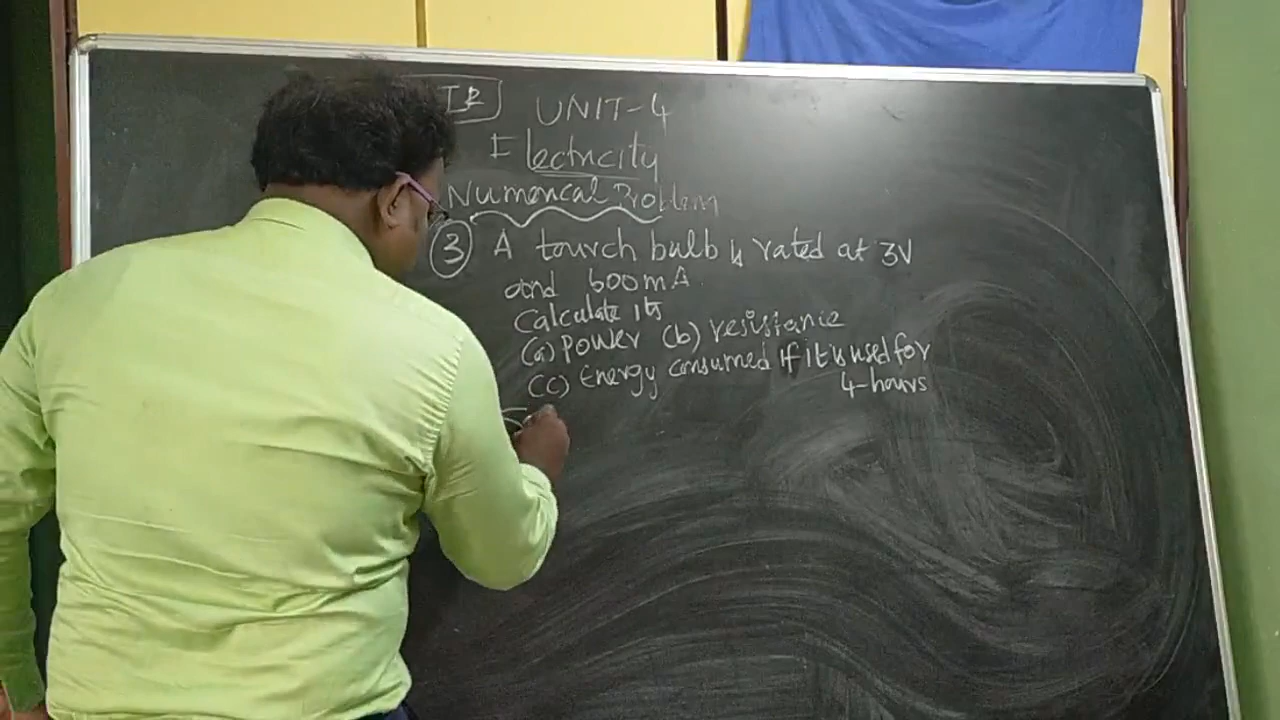 UNIT-4
Electricity
Numerical Problem
3 A tourch bulb is rated at 3V
and 600mA.
Calculate its
(a) Power (b) resistance
(c) Energy consumed if it is used for
4-hours